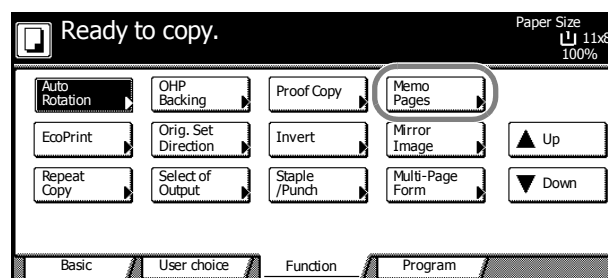 Ready to copy.
Paper Size
11x8
100%
Auto Rotation
OHP Backing
Proof Copy
Memo Pages
EcoPrint
Orig. Set Direction
Invert
Mirror Image
Up
Repeat Copy
Select of Output
Staple /Punch
Multi-Page Form
Down
Basic
User choice
Function
Program